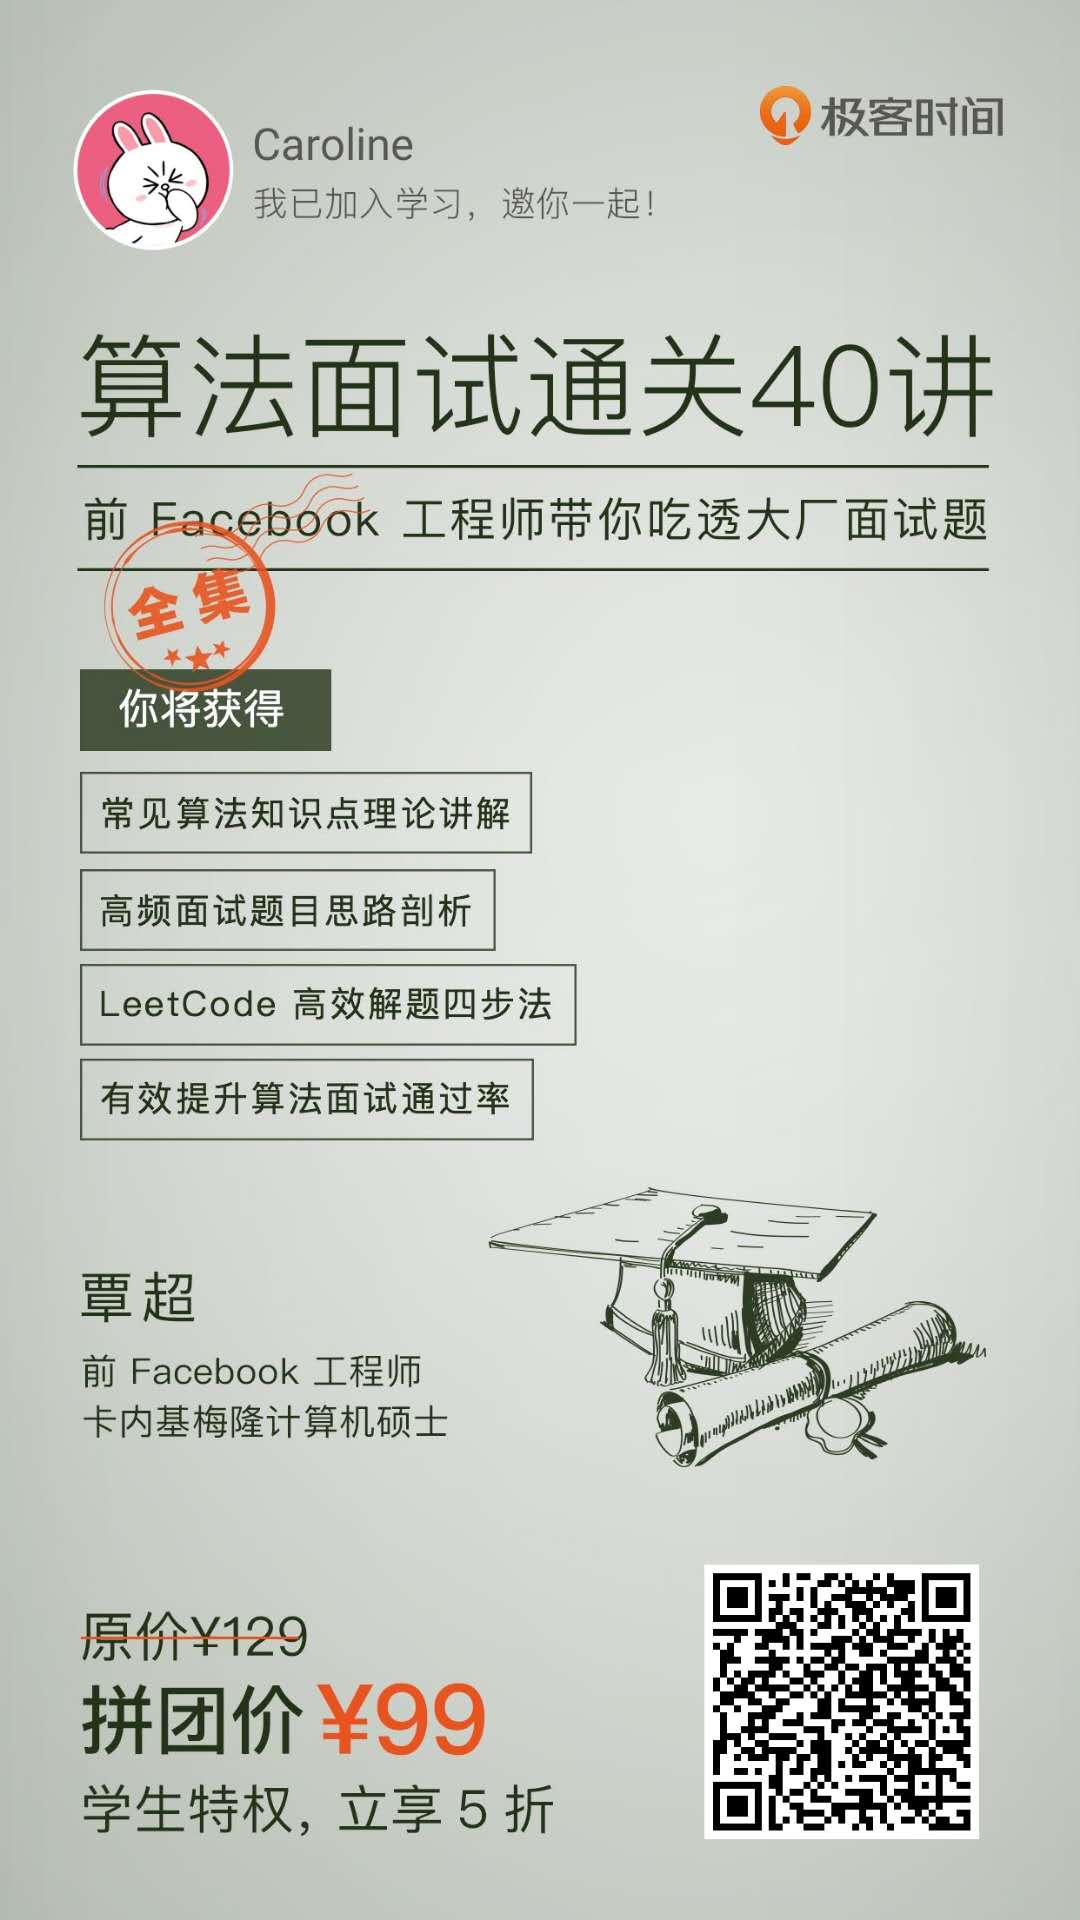 Caroline
极客时间
我已加入学习，邀你一起！
算法面试通关40讲
前 Facebook 工程师带你吃透大厂面试题
全集
你将获得
常见算法知识点理论讲解
高频面试题目思路剖析
LeetCode 高效解题四步法
有效提升算法面试通过率
覃超
前 Facebook 工程师
卡内基梅隆计算机硕士
原价¥129
拼团价 ¥99
学生特权，立享 5 折